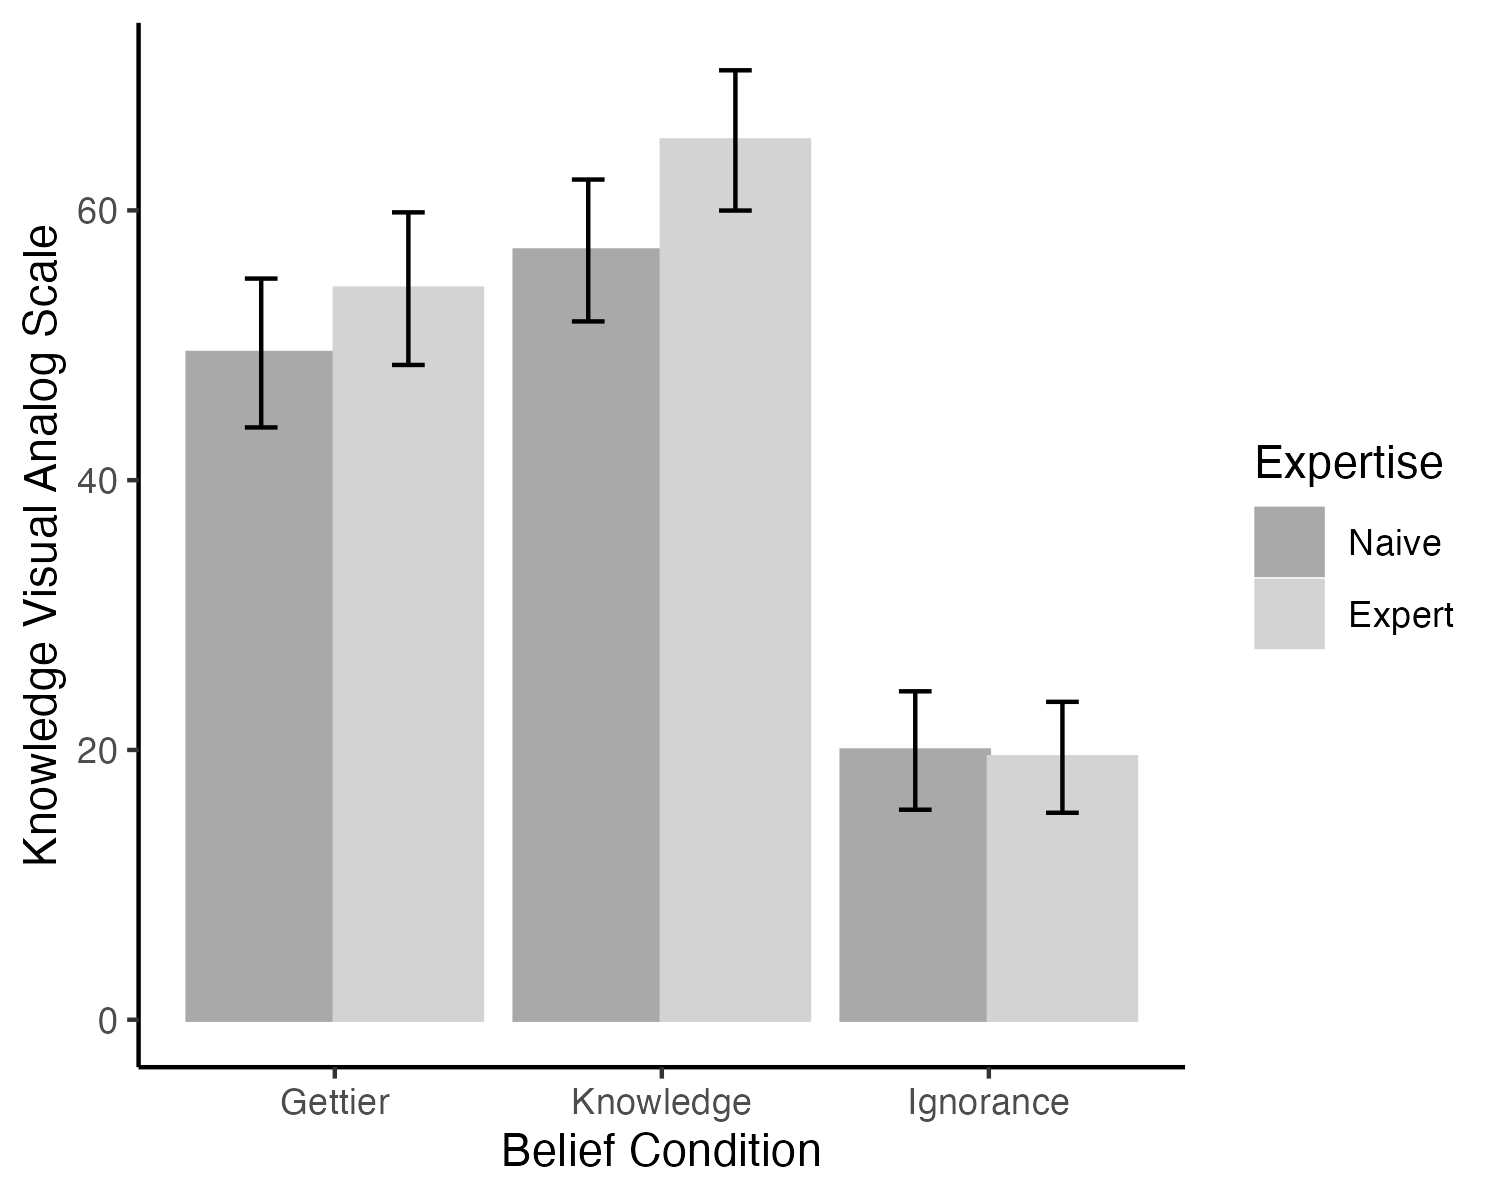 Knowledge Visual Analog Scale
60
40
20
0
Gettier
Knowledge
Ignorance
Belief Condition
Expertise
Naive
Expert